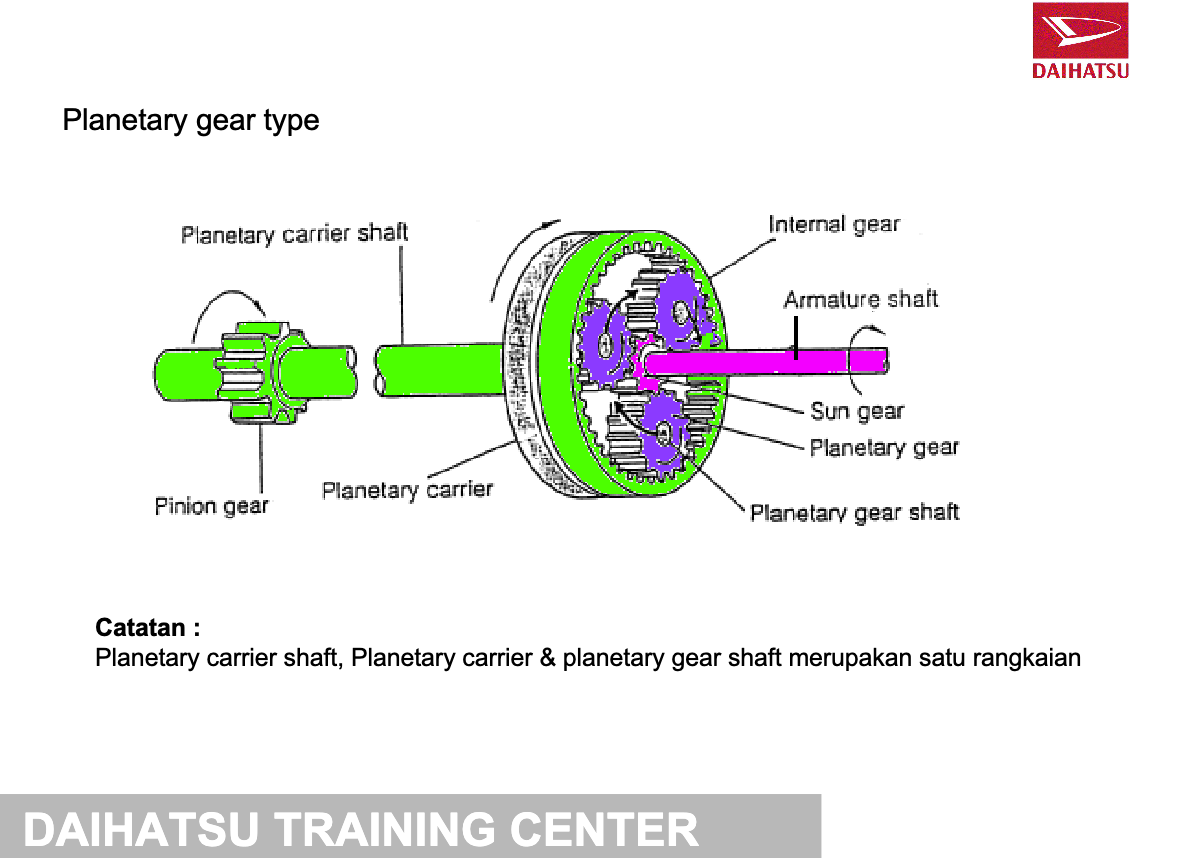 DAIHATSU
Planetary gear type
Internal gear
Planetary carrier shaft
Armature shaft
Sun gear
Planetary gear
Planetary carrier
Pinion gear
Planetary gear shaft
Catatan :
Planetary carrier shaft, Planetary carrier & planetary gear shaft merupakan satu rangkaian
DAIHATSU TRAINING CENTER